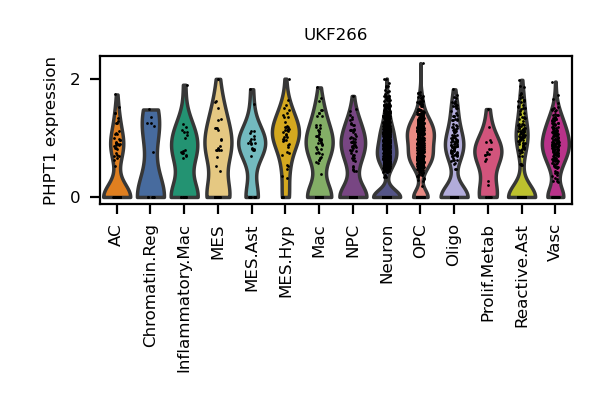 UKF266
PHPT1 expression
2
0
AC
Chromatin.Reg
Inflammatory.Mac
MES
MES.Ast
MES.Hyp
Mac
NPC
Neuron
OPC
Oligo
Prolif.Metab
Reactive.Ast
Vasc